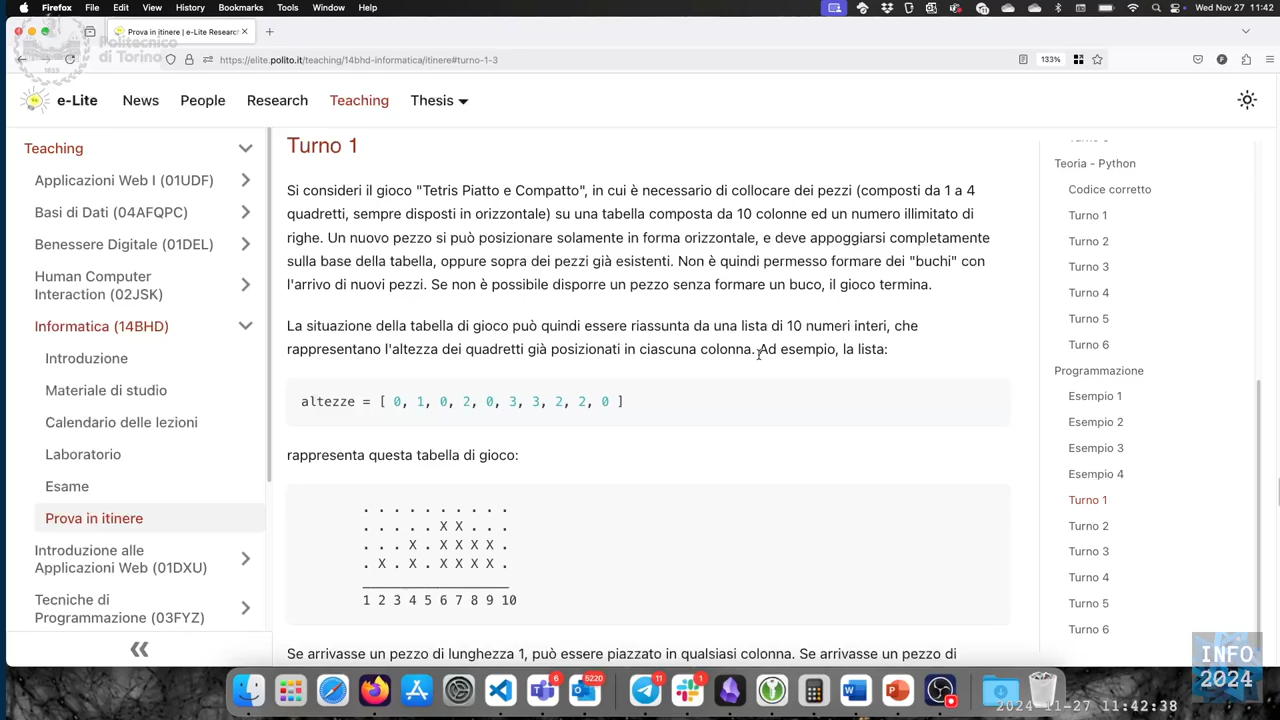 Firefox File Edit View History Bookmarks Tools Window Help
Wed Nov 27 11:42
Prova in itinere | e-Lite Researc
Politecnico
di Torino
https://elite.polito.it/teaching/14bhd-informatica/itinere#turno-1-3
133%
e-Lite News People Research Teaching Thesis
Teaching
Applicazioni Web I (01UDF)
Basi di Dati (04AFQPC)
Benessere Digitale (01DEL)
Human Computer
Interaction (02JSK)
Informatica (14BHD)
Introduzione
Materiale di studio
Calendario delle lezioni
Laboratorio
Esame
Prova in itinere
Introduzione alle
Applicazioni Web (01DXU)
Tecniche di
Programmazione (03FYZ)
Turno 1
Si consideri il gioco "Tetris Piatto e Compatto", in cui è necessario di collocare dei pezzi (composti da 1 a 4
quadretti, sempre disposti in orizzontale) su una tabella composta da 10 colonne ed un numero illimitato di
righe. Un nuovo pezzo si può posizionare solamente in forma orizzontale, e deve appoggiarsi completamente
sulla base della tabella, oppure sopra dei pezzi già esistenti. Non è quindi permesso formare dei "buchi" con
l'arrivo di nuovi pezzi. Se non è possibile disporre un pezzo senza formare un buco, il gioco termina.
La situazione della tabella di gioco può quindi essere riassunta da una lista di 10 numeri interi, che
rappresentano l'altezza dei quadretti già posizionati in ciascuna colonna. Ad esempio, la lista:
altezze = [ 0, 1, 0, 2, 0, 3, 3, 2, 2, 0 ]
rappresenta questa tabella di gioco:
. . . . . . . . . .
. . . . . X X . . .
. . . X . X X X X .
. X . X . X X X X .
___________________
1 2 3 4 5 6 7 8 9 10
Se arrivasse un pezzo di lunghezza 1, può essere piazzato in qualsiasi colonna. Se arrivasse un pezzo di
Teoria - Python
Codice corretto
Turno 1
Turno 2
Turno 3
Turno 4
Turno 5
Turno 6
Programmazione
Esempio 1
Esempio 2
Esempio 3
Esempio 4
Turno 1
Turno 2
Turno 3
Turno 4
Turno 5
Turno 6
INFO
2024
6
5220
11
1
2024-11-27 11:42:38